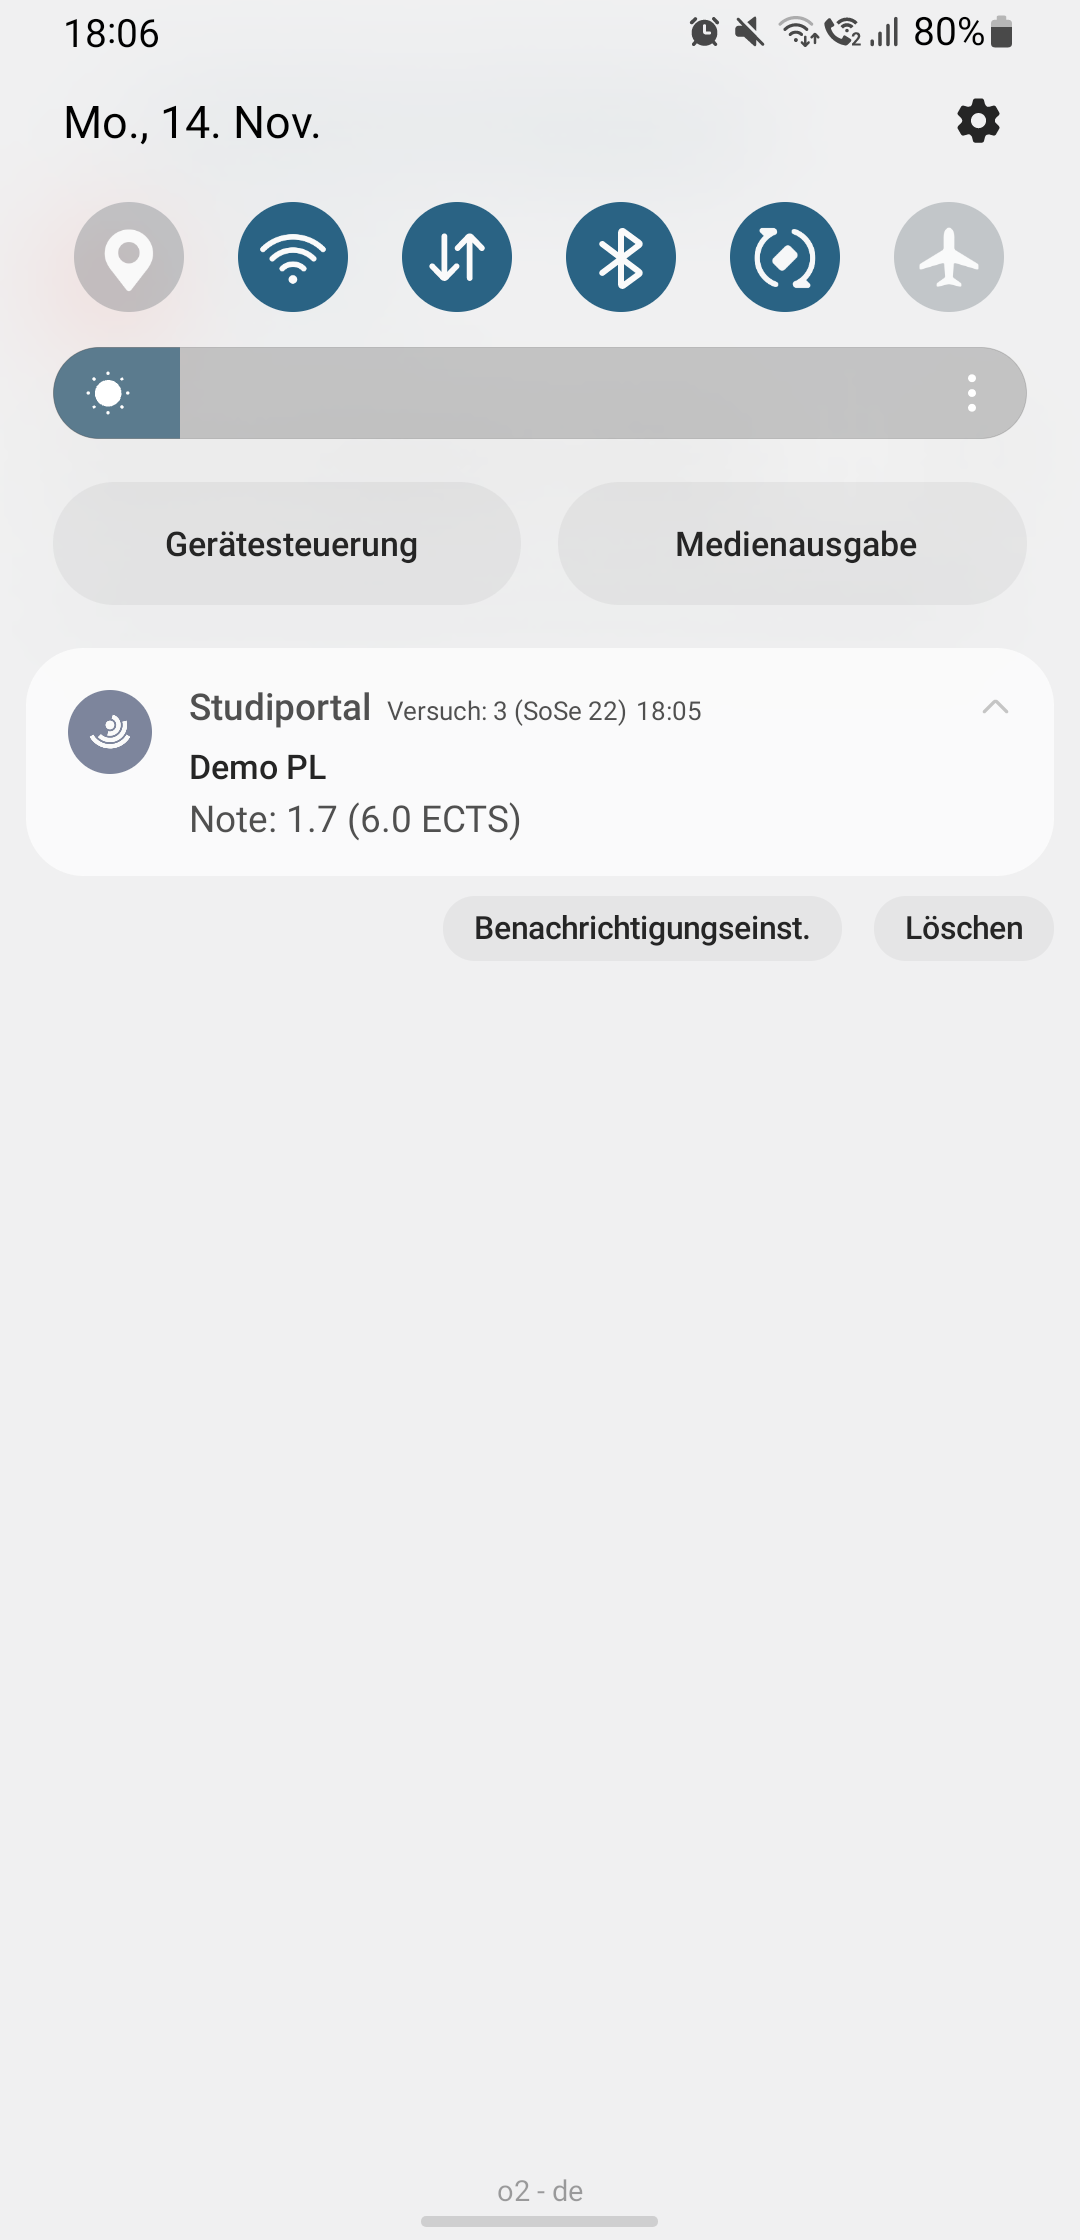 18:06 80%
Mo., 14. Nov.
Gerätesteuerung Medienausgabe
Studiportal Versuch: 3 (SoSe 22) 18:05
Demo PL
Note: 1.7 (6.0 ECTS)
Benachrichtigungseinst. Löschen
o2 - de